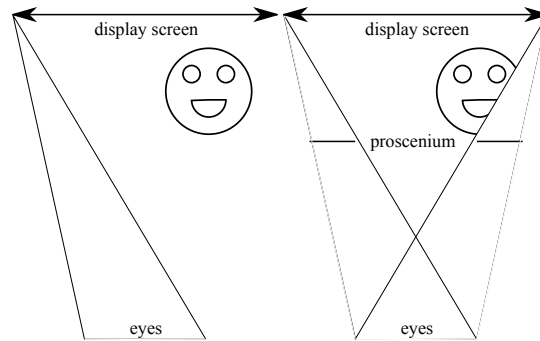 display screen
display screen
proscenium
eyes
eyes